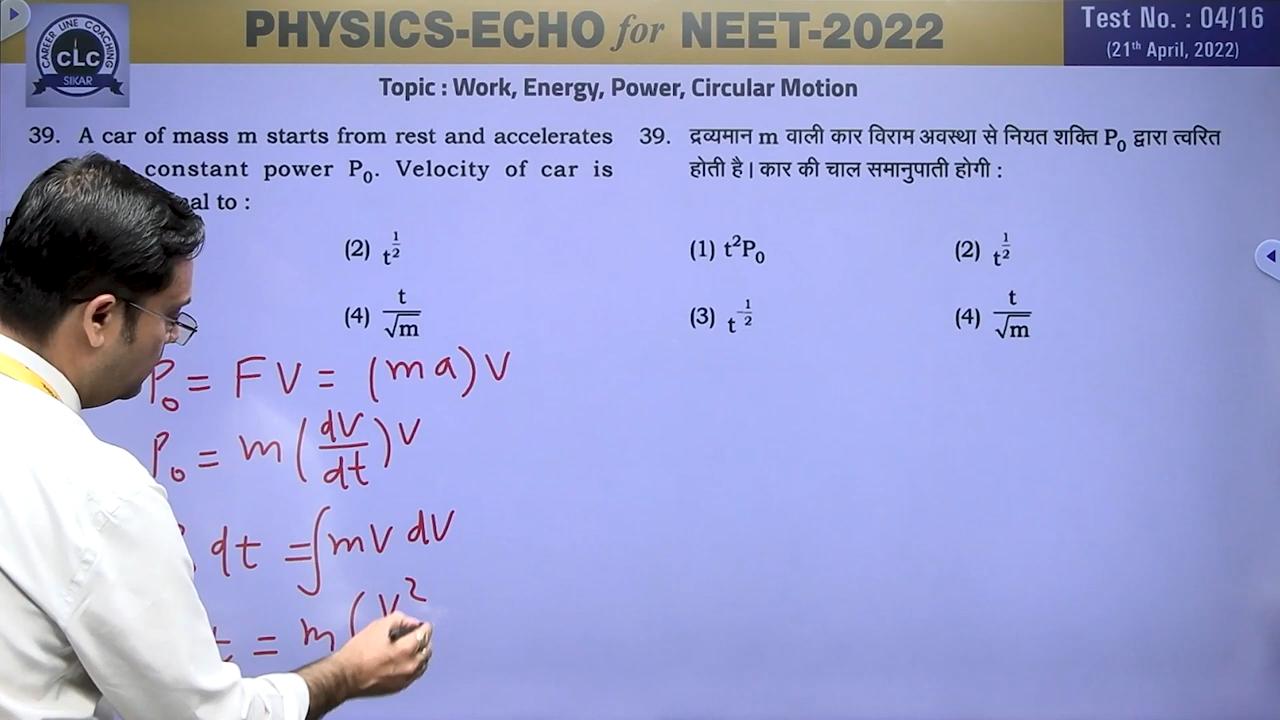 PHYSICS-ECHO for NEET-2022
Test No. : 04/16
(21th April, 2022)
CAREER LINE COACHING
CLC
SIKAR
Topic : Work, Energy, Power, Circular Motion
39. A car of mass m starts from rest and accelerates
constant power P₀. Velocity of car is
to :
(2) t^(1/2)
(4) t/√m
39. द्रव्यमान m वाली कार विराम अवस्था से नियत शक्ति P₀ द्वारा त्वरित
होती है। कार की चाल समानुपाती होगी :
(1) t²P₀ (2) t^(1/2)
(3) t^(-1/2) (4) t/√m
P₀ = FV = (ma)V
P₀ = m(dV/dt)V
dt = ∫mV dV
t = m(V²